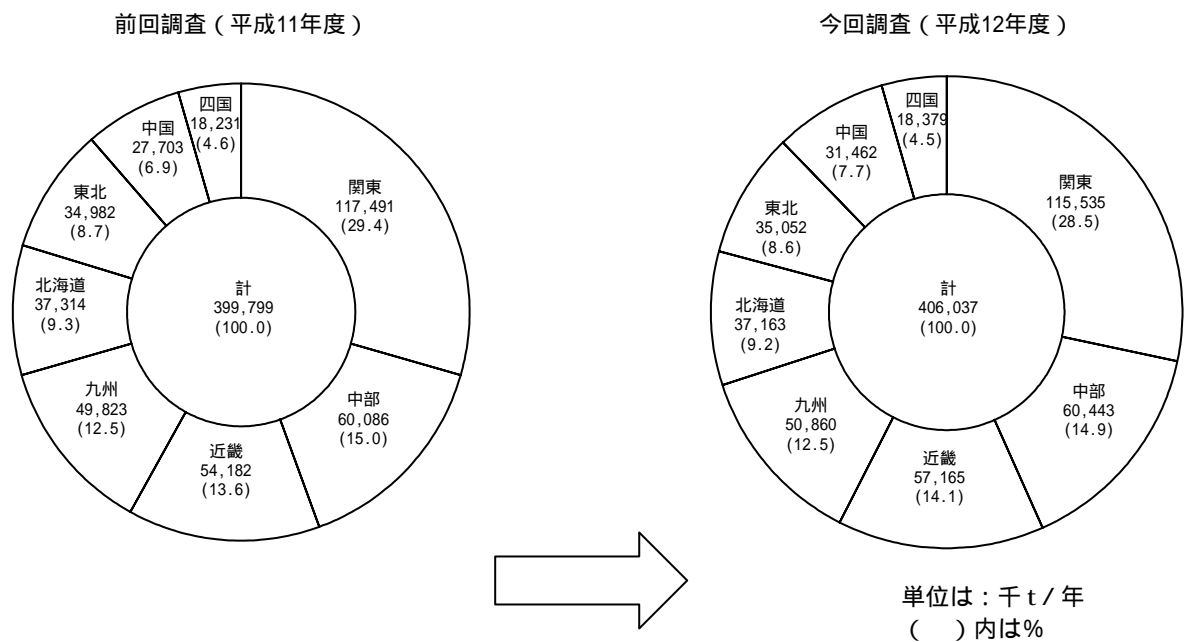 前回調査（平成11年度）
四国
18,231
(4.6)
中国
27,703
(6.9)
東北
34,982
(8.7)
北海道
37,314
(9.3)
九州
49,823
(12.5)
近畿
54,182
(13.6)
中部
60,086
(15.0)
関東
117,491
(29.4)
計
399,799
(100.0)
今回調査（平成12年度）
四国
18,379
(4.5)
中国
31,462
(7.7)
東北
35,052
(8.6)
北海道
37,163
(9.2)
九州
50,860
(12.5)
近畿
57,165
(14.1)
中部
60,443
(14.9)
関東
115,535
(28.5)
計
406,037
(100.0)
単位は：千ｔ/年
(　)内は%